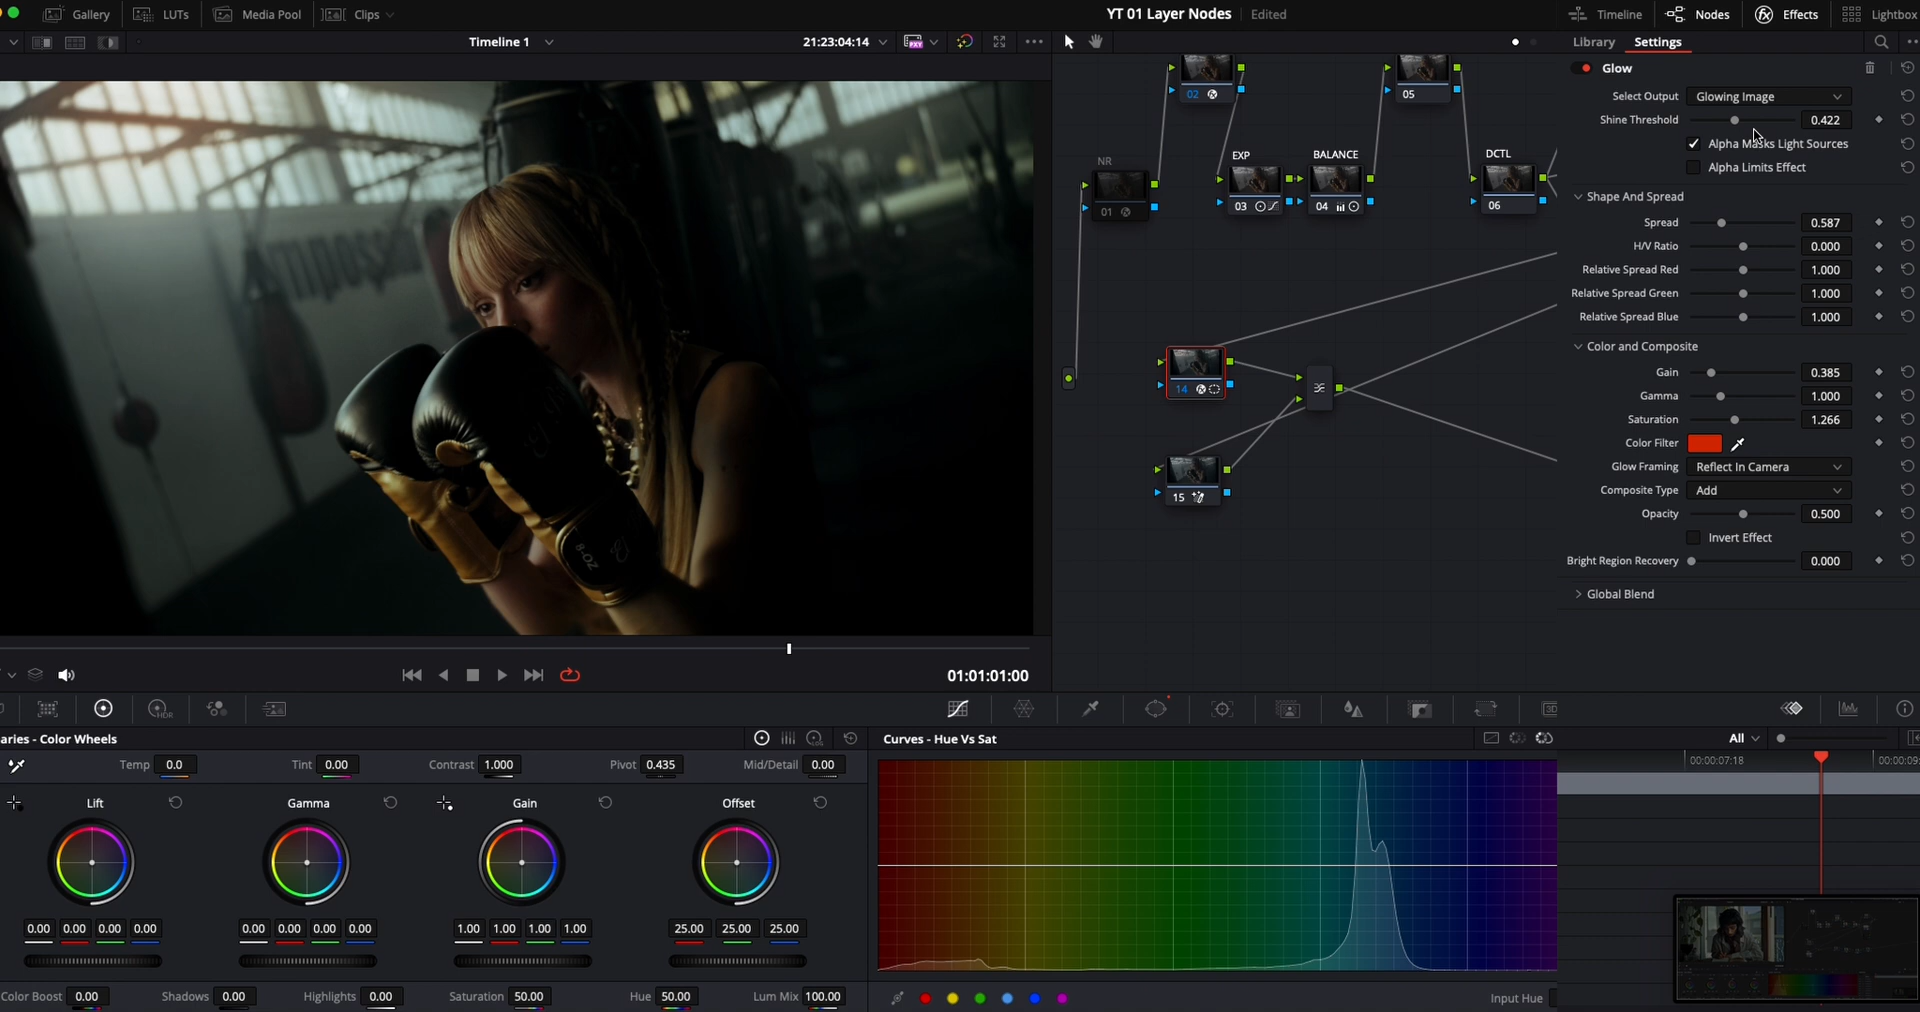 Gallery LUTs Media Pool Clips YT 01 Layer Nodes Edited Timeline Nodes Effects Lightbox
Timeline 1 21:23:04:14 PXY Library Settings
Glow
Select Output Glowing Image
Shine Threshold 0.422
Alpha Masks Light Sources
Alpha Limits Effect
Shape And Spread
Spread 0.587
H/V Ratio 0.000
Relative Spread Red 1.000
Relative Spread Green 1.000
Relative Spread Blue 1.000
Color and Composite
Gain 0.385
Gamma 1.000
Saturation 1.266
Color Filter
Glow Framing Reflect In Camera
Composite Type Add
Opacity 0.500
Invert Effect
Bright Region Recovery 0.000
Global Blend
02
05
NR
EXP
BALANCE
DCTL
01
03
04
06
14
15
8-OZ
01:01:01:00
HDR
3D
aries - Color Wheels
Temp 0.0 Tint 0.00 Contrast 1.000 Pivot 0.435 Mid/Detail 0.00
Lift Gamma Gain Offset
0.00 0.00 0.00 0.00 0.00 0.00 0.00 0.00 1.00 1.00 1.00 1.00 25.00 25.00 25.00
Color Boost 0.00 Shadows 0.00 Highlights 0.00 Saturation 50.00 Hue 50.00 Lum Mix 100.00
Curves - Hue Vs Sat
Input Hue
All
00:00:07:18 00:00:09: